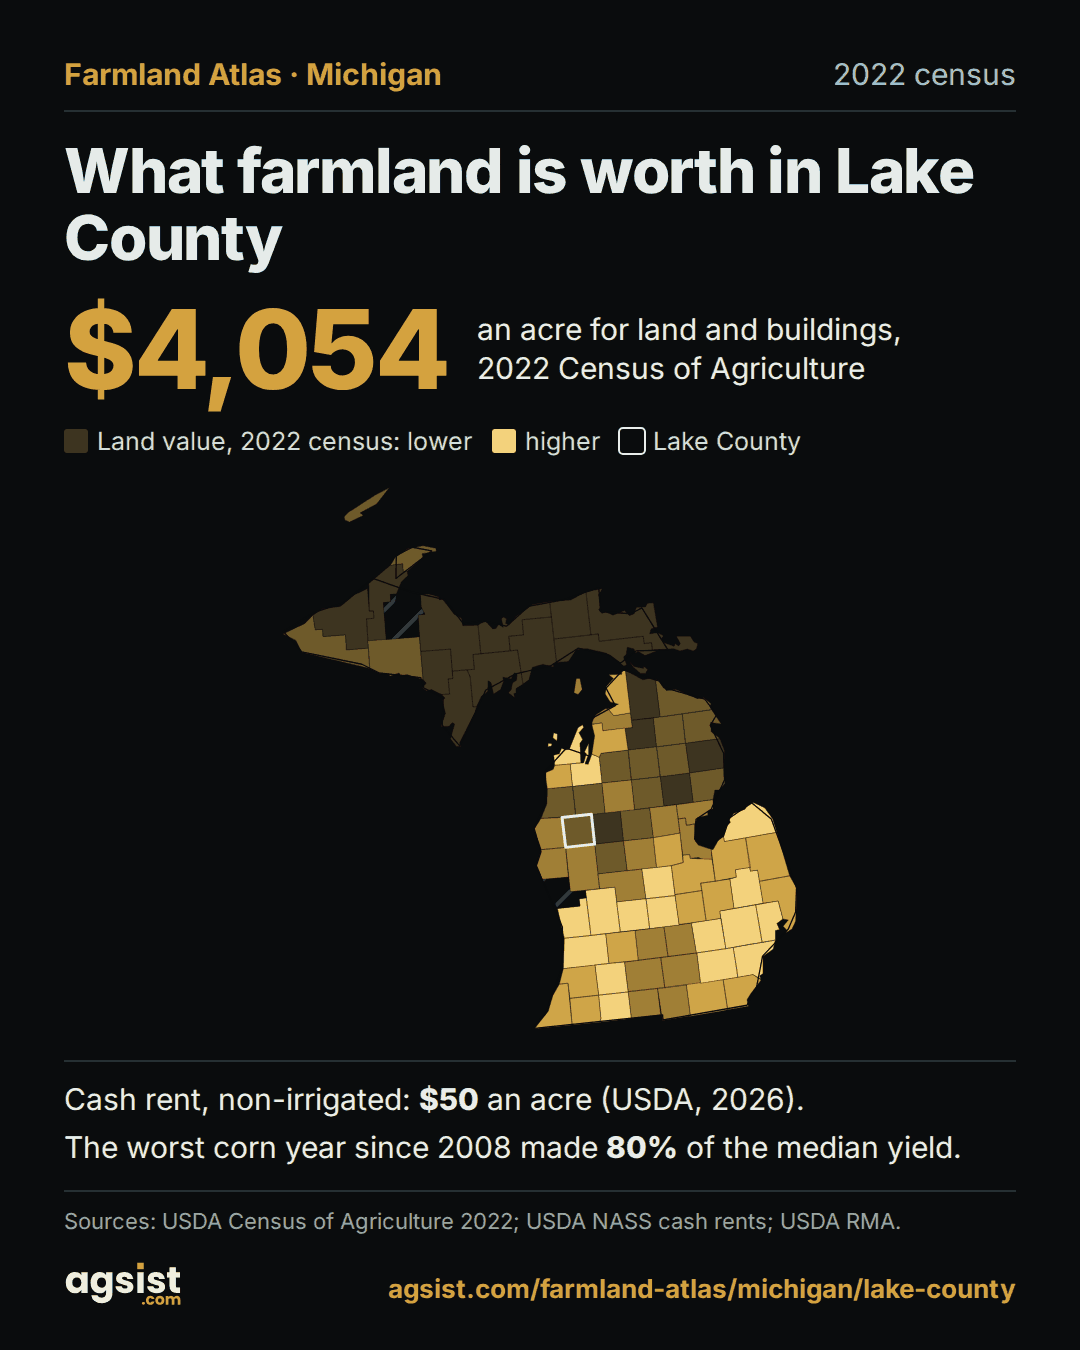 Farmland Atlas · Michigan
2022 census
What farmland is worth in Lake
County
$4,054
an acre for land and buildings,
2022 Census of Agriculture
Land value, 2022 census: lower
higher
Lake County
Cash rent, non-irrigated: $50 an acre (USDA, 2026).
The worst corn year since 2008 made 80% of the median yield.
Sources: USDA Census of Agriculture 2022; USDA NASS cash rents; USDA RMA.
agsist
.com
agsist.com/farmland-atlas/michigan/lake-county